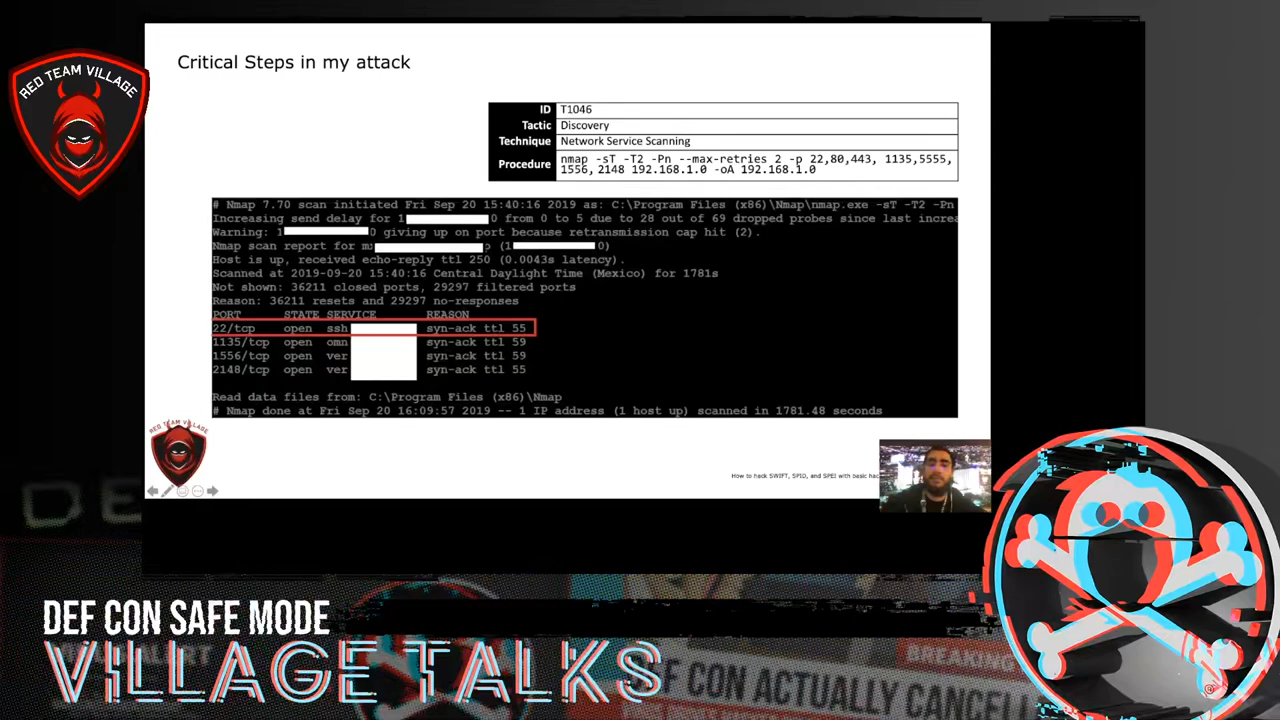 RED TEAM VILLAGE
Critical Steps in my attack
ID T1046
Tactic Discovery
Technique Network Service Scanning
Procedure nmap -sT -T2 -Pn --max-retries 2 -p 22,80,443, 1135,5555,
1556, 2148 192.168.1.0 -oA 192.168.1.0
# Nmap 7.70 scan initiated Fri Sep 20 15:40:16 2019 as: C:\Program Files (x86)\Nmap\nmap.exe -sT -T2 -Pn
Increasing send delay for 1 0 from 0 to 5 due to 28 out of 69 dropped probes since last increa
Warning: 1 0 giving up on port because retransmission cap hit (2).
Nmap scan report for m p (1 0)
Host is up, received echo-reply ttl 250 (0.0043s latency).
Scanned at 2019-09-20 15:40:16 Central Daylight Time (Mexico) for 1781s
Not shown: 36211 closed ports, 29297 filtered ports
Reason: 36211 resets and 29297 no-responses
PORT STATE SERVICE REASON
22/tcp open ssh syn-ack ttl 55
1135/tcp open omn syn-ack ttl 59
1556/tcp open ver syn-ack ttl 59
2148/tcp open ver syn-ack ttl 55
Read data files from: C:\Program Files (x86)\Nmap
# Nmap done at Fri Sep 20 16:09:57 2019 -- 1 IP address (1 host up) scanned in 1781.48 seconds
RED TEAM VILLAGE
How to hack SWIFT, SPID, and SPEI with basic hac
DEF CON SAFE MODE
VILLAGE TALKS
BREAKING
DEF CON ACTUALLY CANCELL